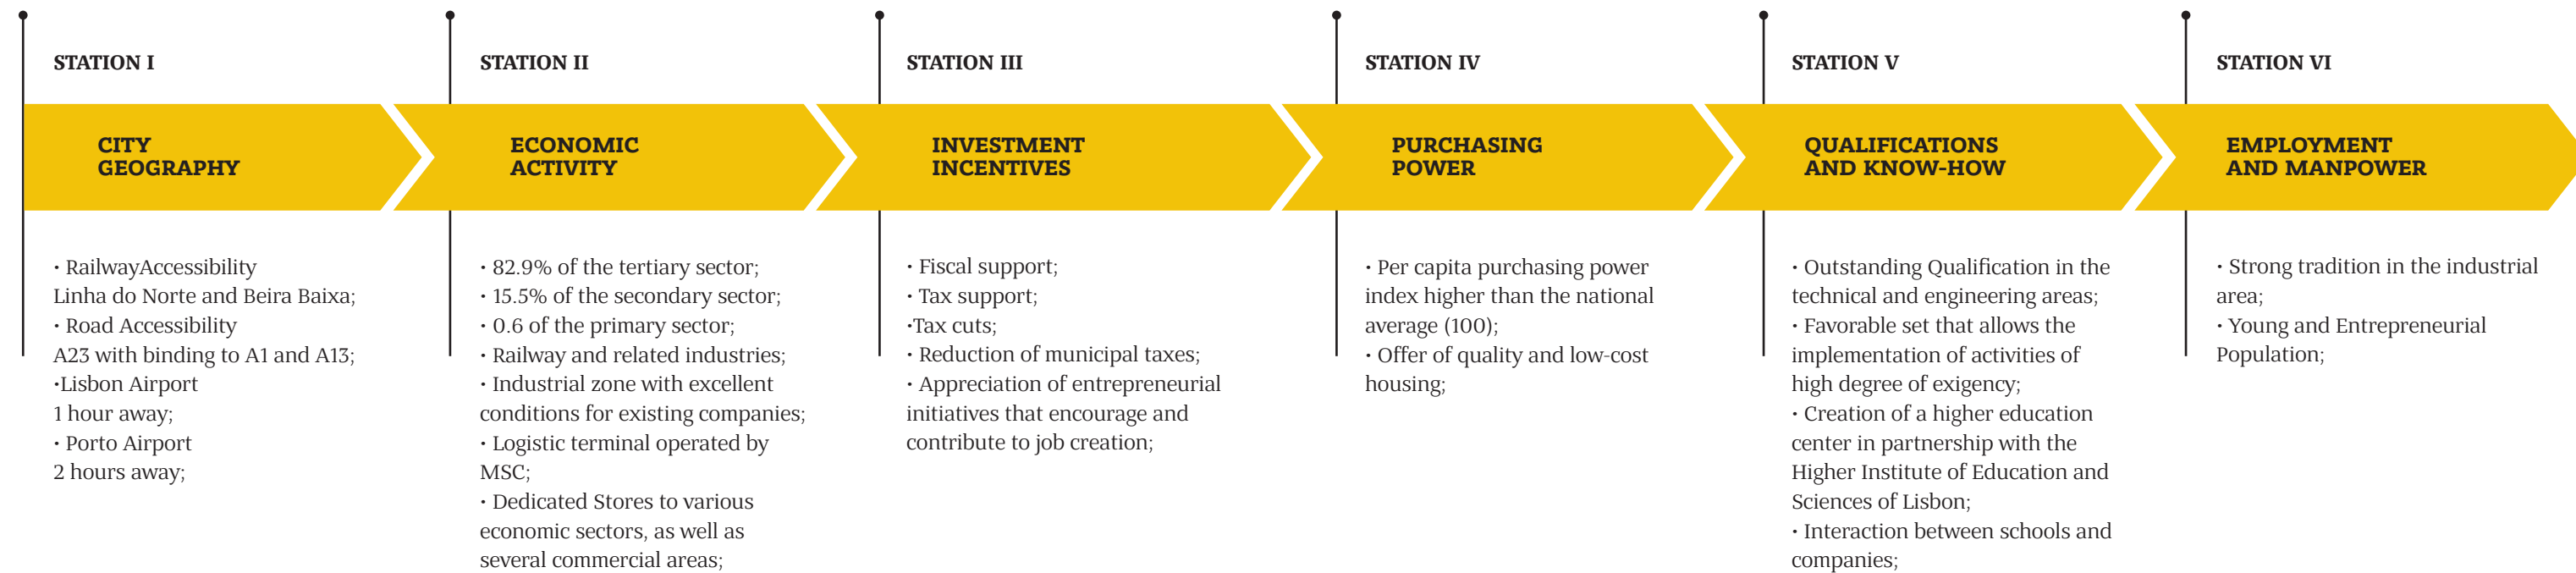 STATION I
CITY
GEOGRAPHY
• RailwayAccessibility
Linha do Norte and Beira Baixa;
• Road Accessibility
A23 with binding to A1 and A13;
•Lisbon Airport
1 hour away;
• Porto Airport
2 hours away;
STATION II
ECONOMIC
ACTIVITY
• 82.9% of the tertiary sector;
• 15.5% of the secondary sector;
• 0.6 of the primary sector;
• Railway and related industries;
• Industrial zone with excellent
conditions for existing companies;
• Logistic terminal operated by
MSC;
• Dedicated Stores to various
economic sectors, as well as
several commercial areas;
STATION III
INVESTMENT
INCENTIVES
• Fiscal support;
• Tax support;
•Tax cuts;
• Reduction of municipal taxes;
• Appreciation of entrepreneurial
initiatives that encourage and
contribute to job creation;
STATION IV
PURCHASING
POWER
• Per capita purchasing power
index higher than the national
average (100);
• Offer of quality and low-cost
housing;
STATION V
QUALIFICATIONS
AND KNOW-HOW
• Outstanding Qualification in the
technical and engineering areas;
• Favorable set that allows the
implementation of activities of
high degree of exigency;
• Creation of a higher education
center in partnership with the
Higher Institute of Education and
Sciences of Lisbon;
• Interaction between schools and
companies;
STATION VI
EMPLOYMENT
AND MANPOWER
• Strong tradition in the industrial
area;
• Young and Entrepreneurial
Population;